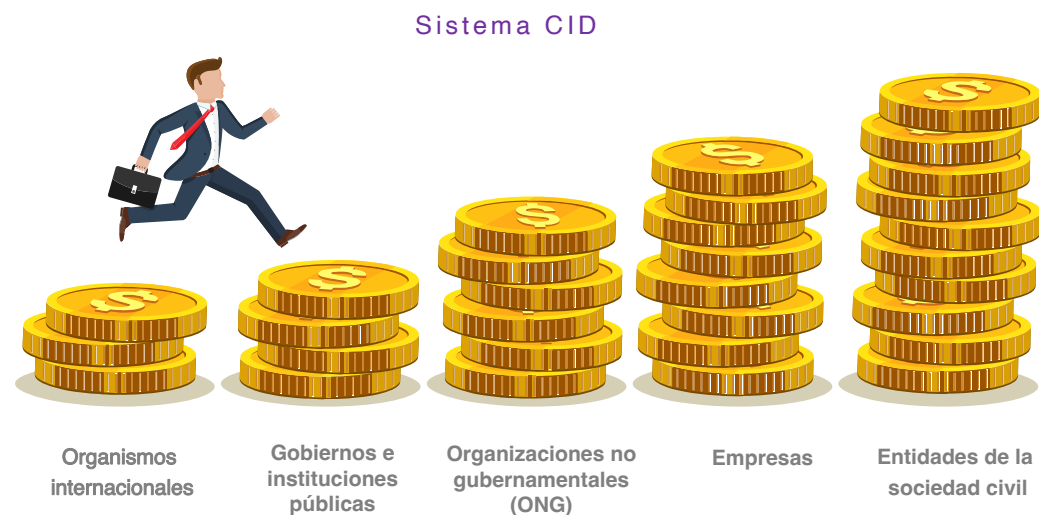 Sistema CID
Organismos
internacionales
Gobiernos e
instituciones
públicas
Organizaciones no
gubernamentales
(ONG)
Empresas
Entidades de la
sociedad civil